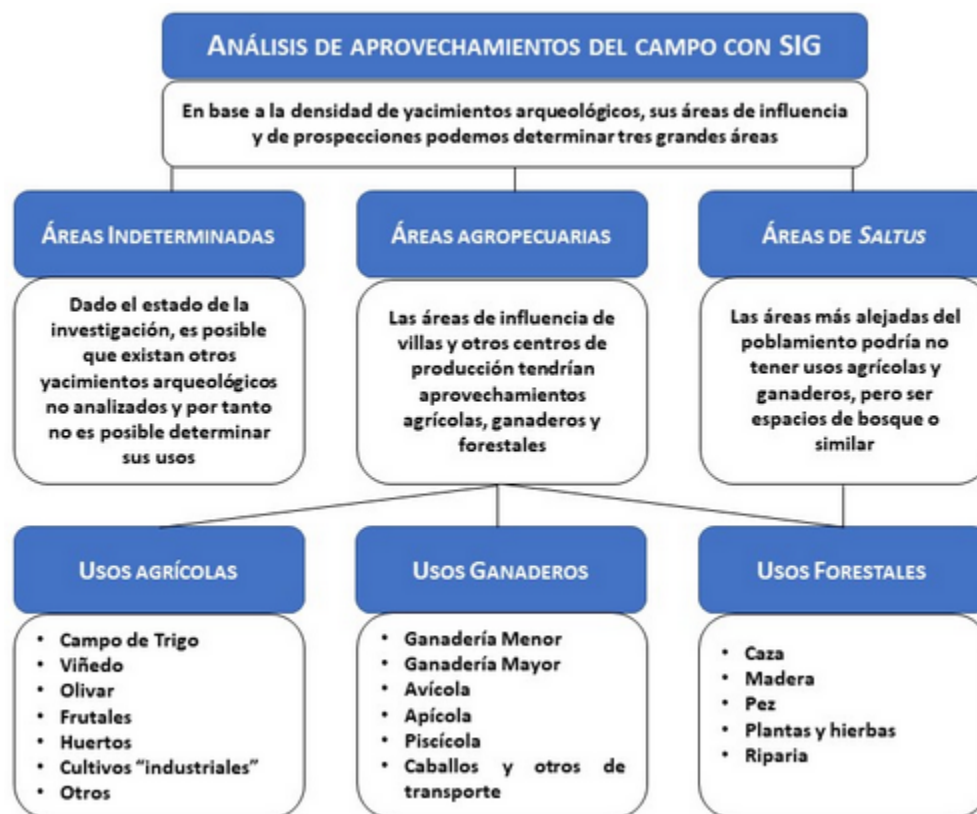 ANÁLISIS DE APROVECHAMIENTOS DEL CAMPO CON SIG
En base a la densidad de yacimientos arqueológicos, sus áreas de influencia
y de prospecciones podemos determinar tres grandes áreas
ÁREAS INDETERMINADAS
Dado el estado de la
investigación, es posible
que existan otros
yacimientos arqueológicos
no analizados y por tanto
no es posible determinar
sus usos
ÁREAS AGROPECUARIAS
Las áreas de influencia de
villas y otros centros de
producción tendrían
aprovechamientos
agrícolas, ganaderos y
forestales
ÁREAS DE SALTUS
Las áreas más alejadas del
poblamiento podría no
tener usos agrícolas y
ganaderos, pero ser
espacios de bosque o
similar
USOS AGRÍCOLAS
• Campo de Trigo
• Viñedo
• Olivar
• Frutales
• Huertos
• Cultivos “industriales”
• Otros
USOS GANADEROS
• Ganadería Menor
• Ganadería Mayor
• Avícola
• Apícola
• Piscícola
• Caballos y otros de
transporte
USOS FORESTALES
• Caza
• Madera
• Pez
• Plantas y hierbas
• Riparia